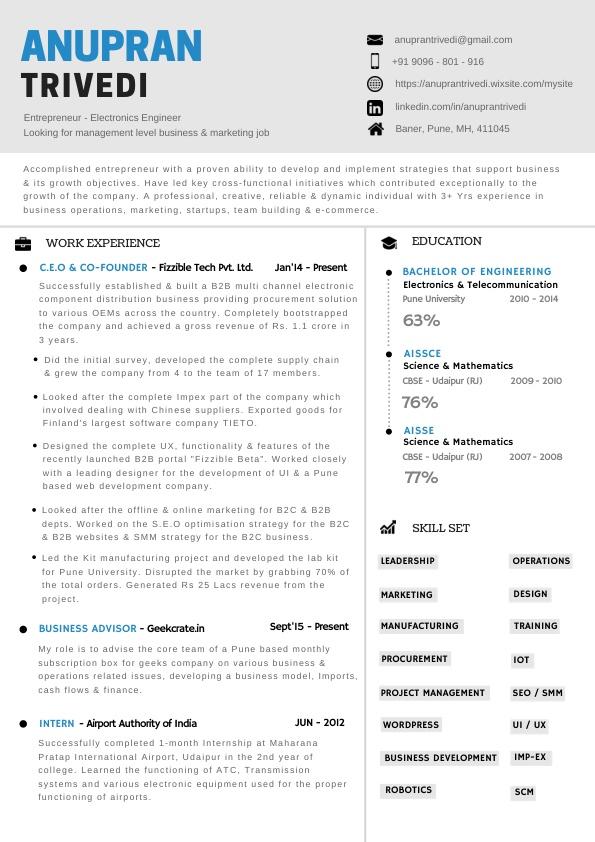 ANUPRAN
TRIVEDI
Entrepreneur - Electronics Engineer
Looking for management level business & marketing job
anuprantrivedi@gmail.com
+91 9096 - 801 - 916
https://anuprantrivedi.wixsite.com/mysite
linkedin.com/in/anuprantrivedi
Baner, Pune, MH, 411045
Accomplished entrepreneur with a proven ability to develop and implement strategies that support business
& its growth objectives. Have led key cross-functional initiatives which contributed exceptionally to the
growth of the company. A professional, creative, reliable & dynamic individual with 3+ Yrs experience in
business operations, marketing, startups, team building & e-commerce.
WORK EXPERIENCE
C.E.O & CO-FOUNDER - Fizzible Tech Pvt. Ltd. Jan'14 - Present
Successfully established & built a B2B multi channel electronic
component distribution business providing procurement solution
to various OEMs across the country. Completely bootstrapped
the company and achieved a gross revenue of Rs. 1.1 crore in
3 years.
Did the initial survey, developed the complete supply chain
& grew the company from 4 to the team of 17 members.
Looked after the complete Impex part of the company which
involved dealing with Chinese suppliers. Exported goods for
Finland's largest software company TIETO.
Designed the complete UX, functionality & features of the
recently launched B2B portal "Fizzible Beta". Worked closely
with a leading designer for the development of UI & a Pune
based web development company.
Looked after the offline & online marketing for B2C & B2B
depts. Worked on the S.E.O optimisation strategy for the B2C
& B2B websites & SMM strategy for the B2C business.
Led the Kit manufacturing project and developed the lab kit
for Pune University. Disrupted the market by grabbing 70% of
the total orders. Generated Rs 25 Lacs revenue from the
project.
BUSINESS ADVISOR - Geekcrate.in Sept'15 - Present
My role is to advise the core team of a Pune based monthly
subscription box for geeks company on various business &
operations related issues, developing a business model, Imports,
cash flows & finance.
INTERN - Airport Authority of India JUN - 2012
Successfully completed 1-month Internship at Maharana
Pratap International Airport, Udaipur in the 2nd year of
college. Learned the functioning of ATC, Transmission
systems and various electronic equipment used for the proper
functioning of airports.
EDUCATION
BACHELOR OF ENGINEERING
Electronics & Telecommunication
Pune University 2010 - 2014
63%
AISSCE
Science & Mathematics
CBSE - Udaipur (RJ) 2009 - 2010
76%
AISSE
Science & Mathematics
CBSE - Udaipur (RJ) 2007 - 2008
77%
SKILL SET
LEADERSHIP OPERATIONS
MARKETING DESIGN
MANUFACTURING TRAINING
PROCUREMENT IOT
PROJECT MANAGEMENT SEO / SMM
WORDPRESS UI / UX
BUSINESS DEVELOPMENT IMP-EX
ROBOTICS SCM